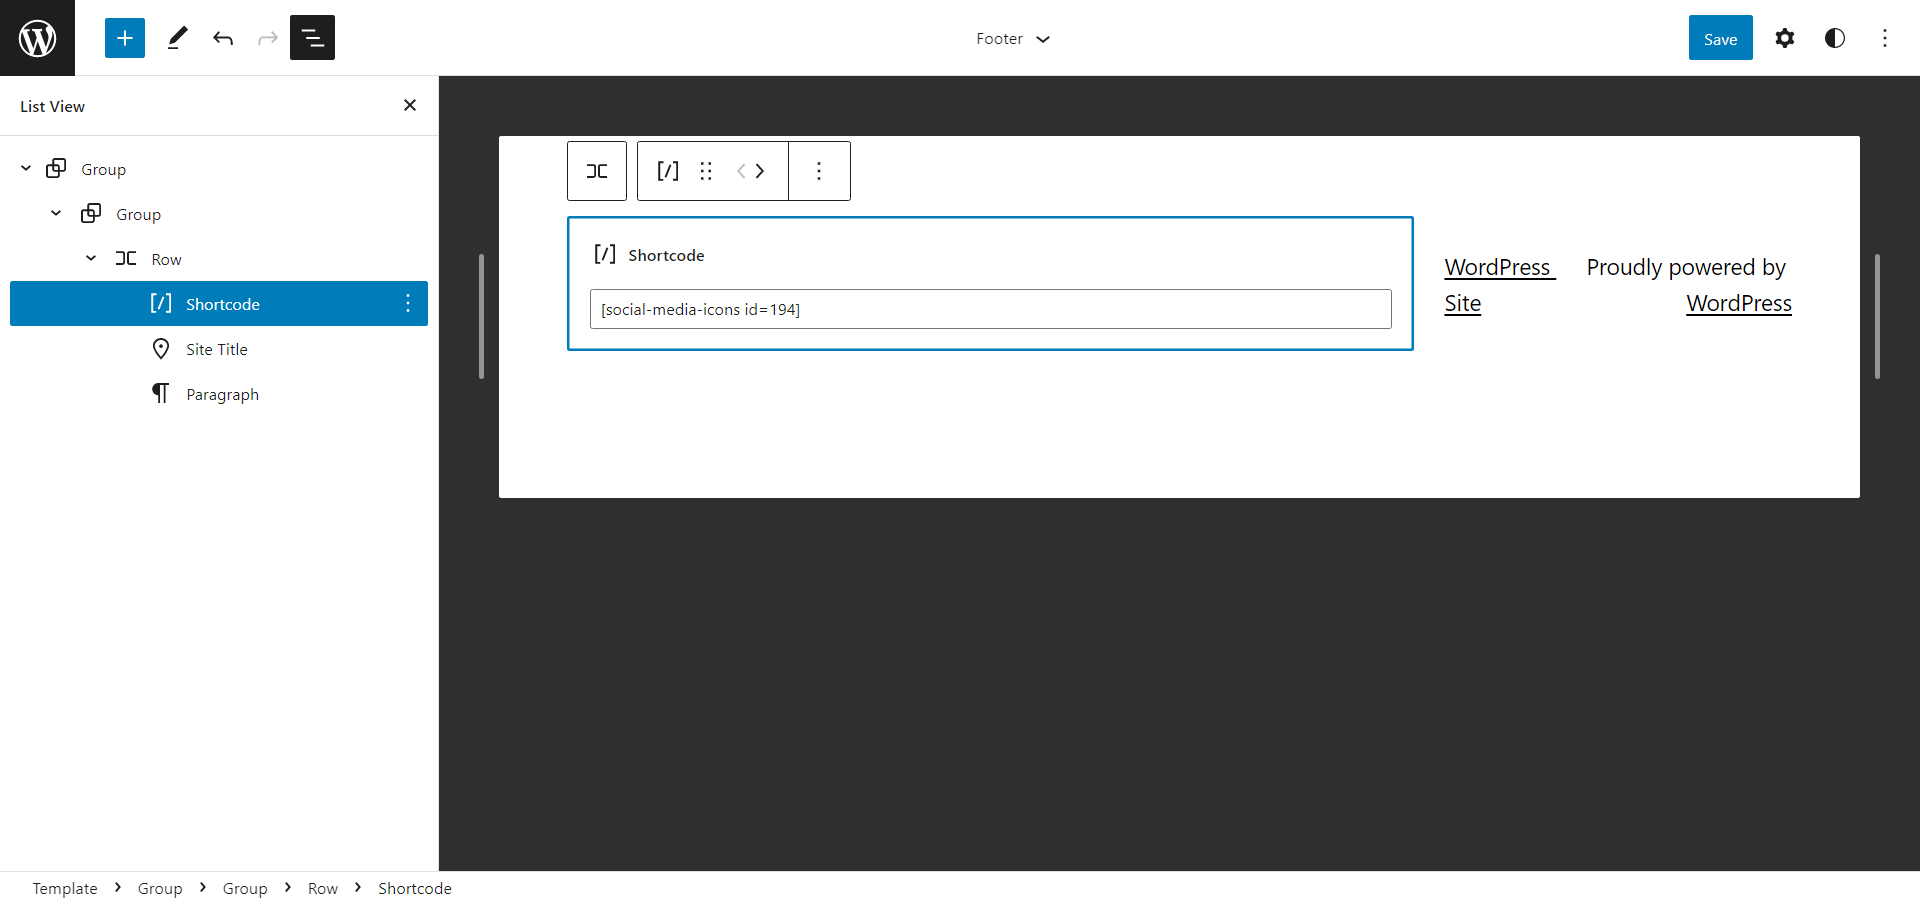 Footer
Save
List View
Group
Group
Row
Shortcode
Site Title
Paragraph
Shortcode
[social-media-icons id=194]
WordPress
Site
Proudly powered by
WordPress
Template > Group > Group > Row > Shortcode